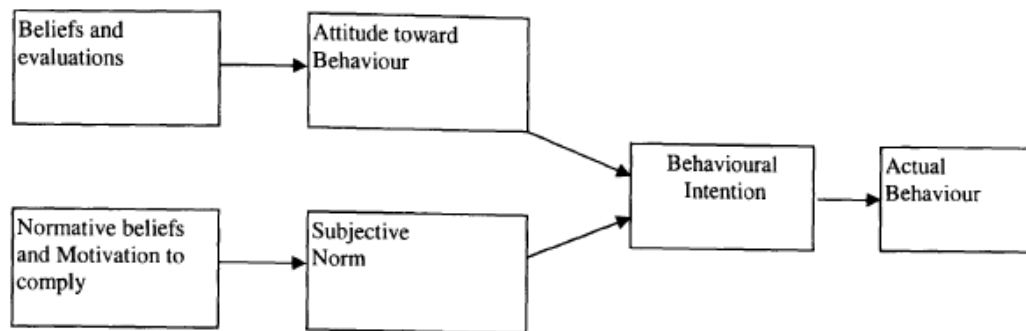 Beliefs and
evaluations
Attitude toward
Behaviour
Behavioural
Intention
Actual
Behaviour
Normative beliefs
and Motivation to
comply
Subjective
Norm